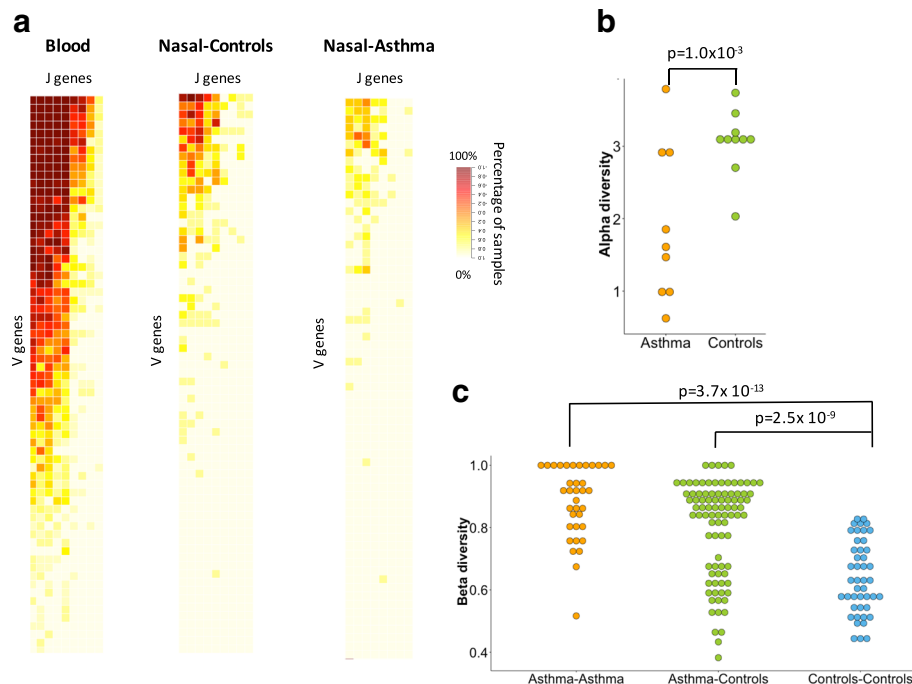 a
Blood
Nasal-Controls
Nasal-Asthma
J genes
J genes
J genes
V genes
V genes
V genes
100%
0%
Percentage of samples
b
p=1.0x10-3
Alpha diversity
3
2
1
Asthma
Controls
c
p=3.7x 10-13
p=2.5x 10-9
Beta diversity
1.0
0.8
0.6
0.4
Asthma-Asthma
Asthma-Controls
Controls-Controls